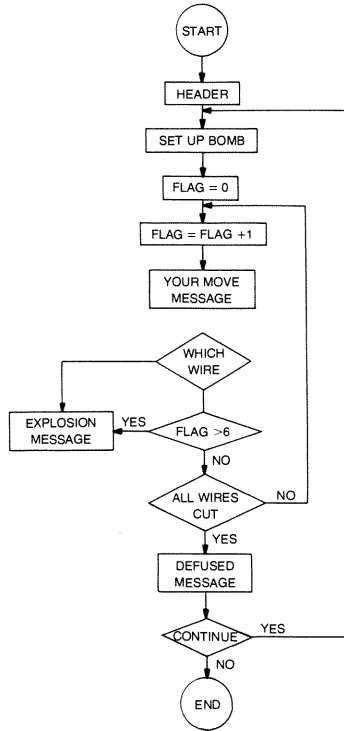 START
HEADER
SET UP BOMB
FLAG = 0
FLAG = FLAG +1
YOUR MOVE
MESSAGE
WHICH
WIRE
EXPLOSION
MESSAGE
YES
FLAG >6
NO
ALL WIRES
CUT
NO
YES
DEFUSED
MESSAGE
CONTINUE
YES
NO
END